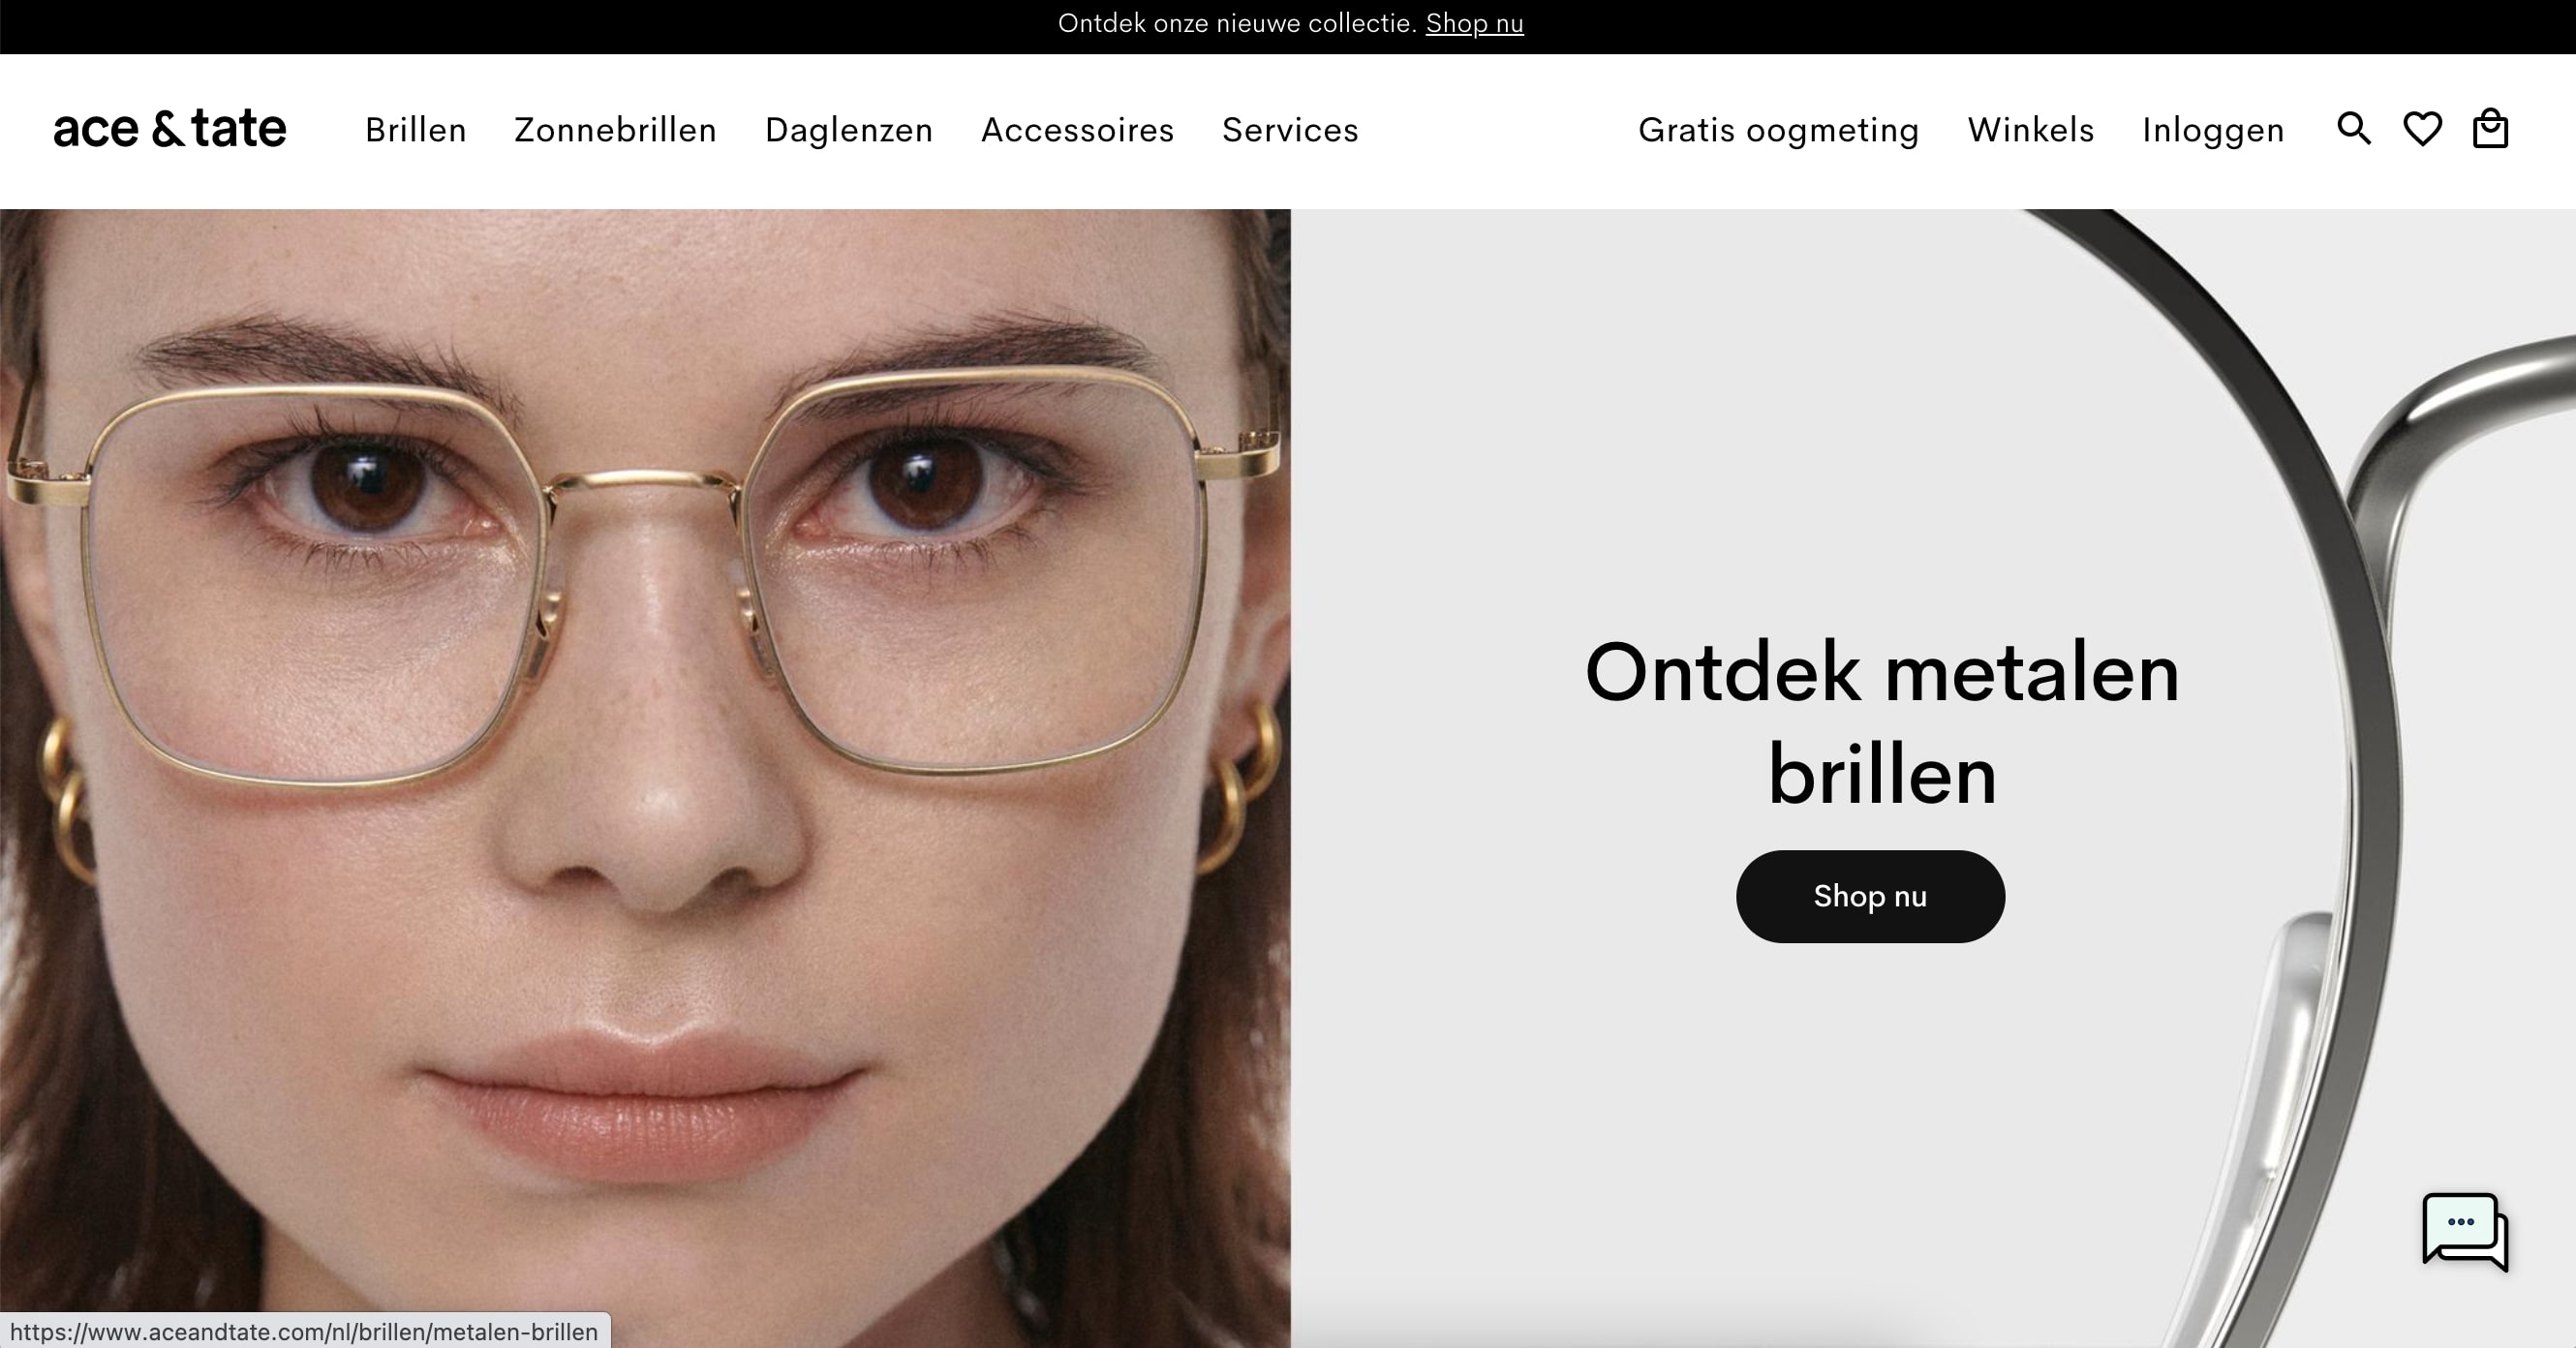 Ontdek onze nieuwe collectie. Shop nu
ace & tate Brillen Zonnebrillen Daglenzen Accessoires Services Gratis oogmeting Winkels Inloggen
Ontdek metalen
brillen
Shop nu
https://www.aceandtate.com/nl/brillen/metalen-brillen